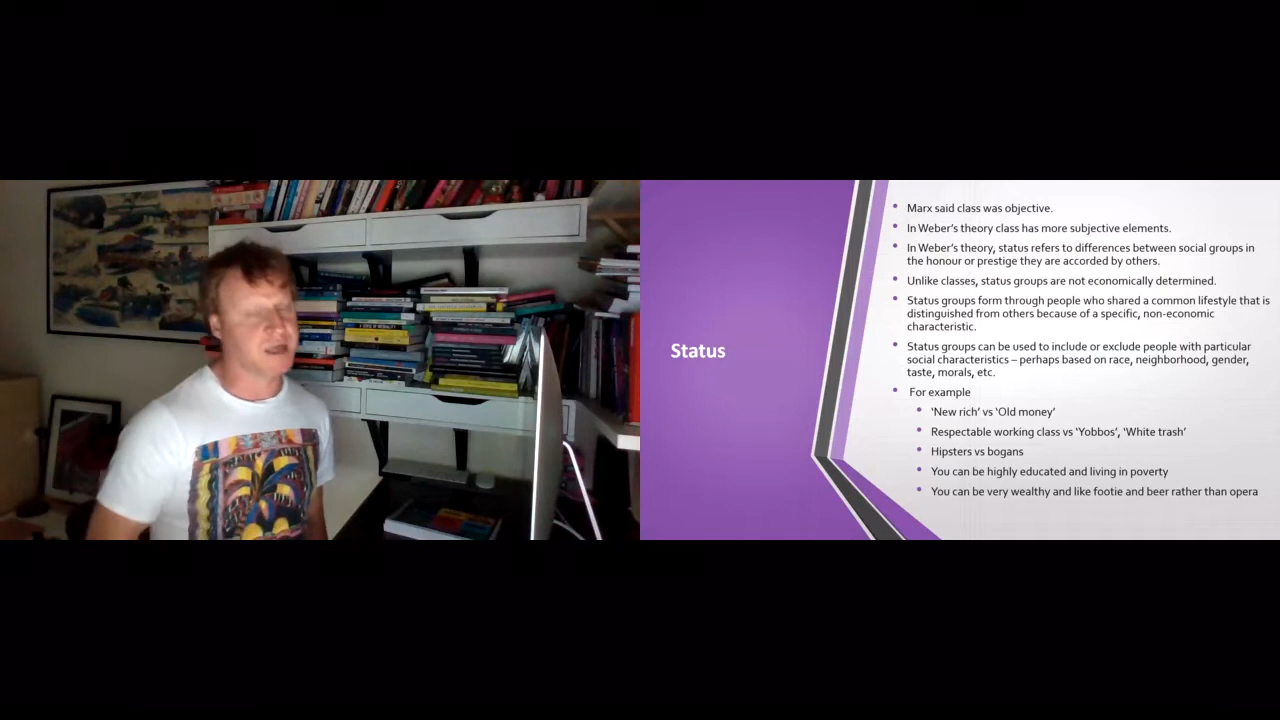 Status
Marx said class was objective.
In Weber's theory class has more subjective elements.
In Weber's theory, status refers to differences between social groups in
the honour or prestige they are accorded by others.
Unlike classes, status groups are not economically determined.
Status groups form through people who shared a common lifestyle that is
distinguished from others because of a specific, non-economic
characteristic.
Status groups can be used to include or exclude people with particular
social characteristics – perhaps based on race, neighborhood, gender,
taste, morals, etc.
For example
'New rich' vs 'Old money'
Respectable working class vs 'Yobbos', 'White trash'
Hipsters vs bogans
You can be highly educated and living in poverty
You can be very wealthy and like footie and beer rather than opera